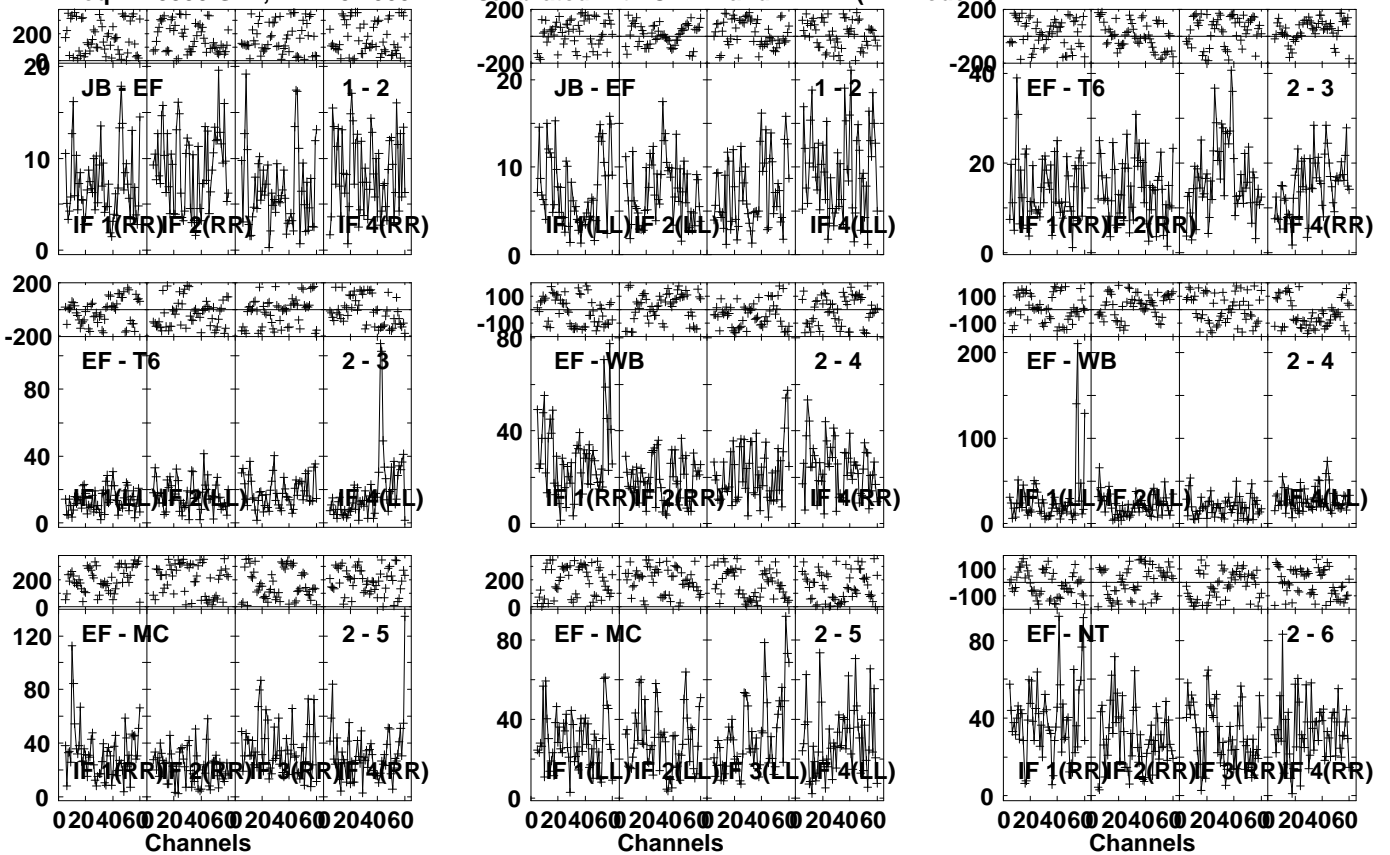 200
0
20
10
0
JB - EF
1 - 2
IF 1(RR)
IF 2(RR)
IF 4(RR)
200
-200
20
10
0
JB - EF
1 - 2
IF 1(LL)
IF 2(LL)
IF 4(LL)
200
-200
40
20
0
EF - T6
2 - 3
IF 1(RR)
IF 2(RR)
IF 4(RR)
200
-200
80
40
0
EF - T6
2 - 3
IF 1(LL)
IF 2(LL)
IF 4(LL)
100
-100
80
40
0
EF - WB
2 - 4
IF 1(RR)
IF 2(RR)
IF 4(RR)
100
-100
200
100
0
EF - WB
2 - 4
IF 1(LL)
IF 2(LL)
IF 4(LL)
200
0
120
80
40
0
EF - MC
2 - 5
IF 1(RR)
IF 2(RR)
IF 3(RR)
IF 4(RR)
0 20 40 60 0 20 40 60 0 20 40 60 0 20 40 60
Channels
200
0
80
40
0
EF - MC
2 - 5
IF 1(LL)
IF 2(LL)
IF 3(LL)
IF 4(LL)
0 20 40 60 0 20 40 60 0 20 40 60 0 20 40 60
Channels
100
-100
80
40
0
EF - NT
2 - 6
IF 1(RR)
IF 2(RR)
IF 3(RR)
IF 4(RR)
0 20 40 60 0 20 40 60 0 20 40 60 0 20 40 60
Channels